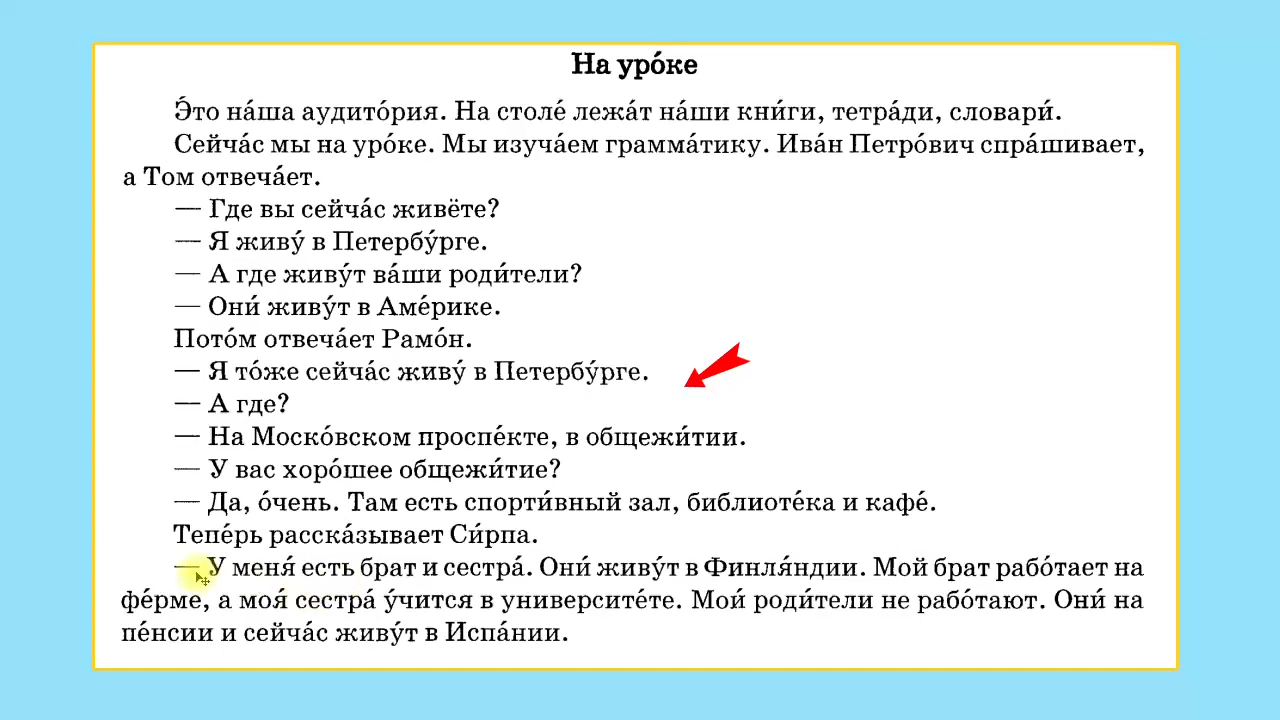 На уро́ке
Э́то на́ша аудито́рия. На столе́ лежа́т на́ши кни́ги, тетра́ди, словари́.
Сейча́с мы на уро́ке. Мы изуча́ем грамма́тику. Ива́н Петро́вич спра́шивает,
а Том отвеча́ет.
— Где вы сейча́с живёте?
— Я живу́ в Петербу́рге.
— А где живу́т ва́ши роди́тели?
— Они́ живу́т в Аме́рике.
Пото́м отвеча́ет Рамо́н.
— Я то́же сейча́с живу́ в Петербу́рге.
— А где?
— На Моско́вском проспе́кте, в общежи́тии.
— У вас хоро́шее общежи́тие?
— Да, о́чень. Там есть спорти́вный зал, библиоте́ка и кафе́.
Тепе́рь расска́зывает Си́рпа.
— У меня́ есть брат и сестра́. Они́ живу́т в Финля́ндии. Мой брат рабо́тает на
фе́рме, а моя́ сестра́ у́чится в университе́те. Мои́ роди́тели не рабо́тают. Они́ на
пе́нсии и сейча́с живу́т в Испа́нии.